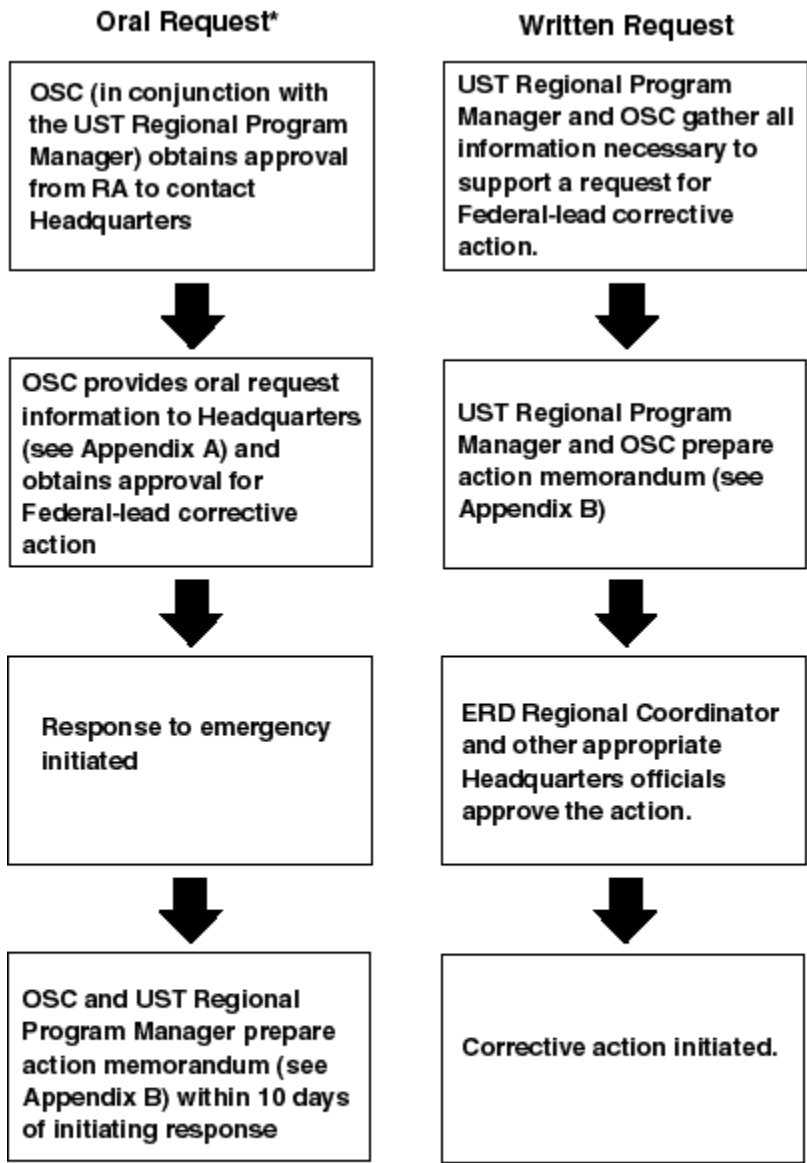 Oral Request*
OSC (in conjunction with
the UST Regional Program
Manager) obtains approval
from RA to contact
Headquarters
OSC provides oral request
information to Headquarters
(see Appendix A) and
obtains approval for
Federal-lead corrective
action
Response to emergency
initiated
OSC and UST Regional
Program Manager prepare
action memorandum (see
Appendix B) within 10 days
of initiating response
Written Request
UST Regional Program
Manager and OSC gather all
information necessary to
support a request for
Federal-lead corrective
action.
UST Regional Program
Manager and OSC prepare
action memorandum (see
Appendix B)
ERD Regional Coordinator
and other appropriate
Headquarters officials
approve the action.
Corrective action initiated.